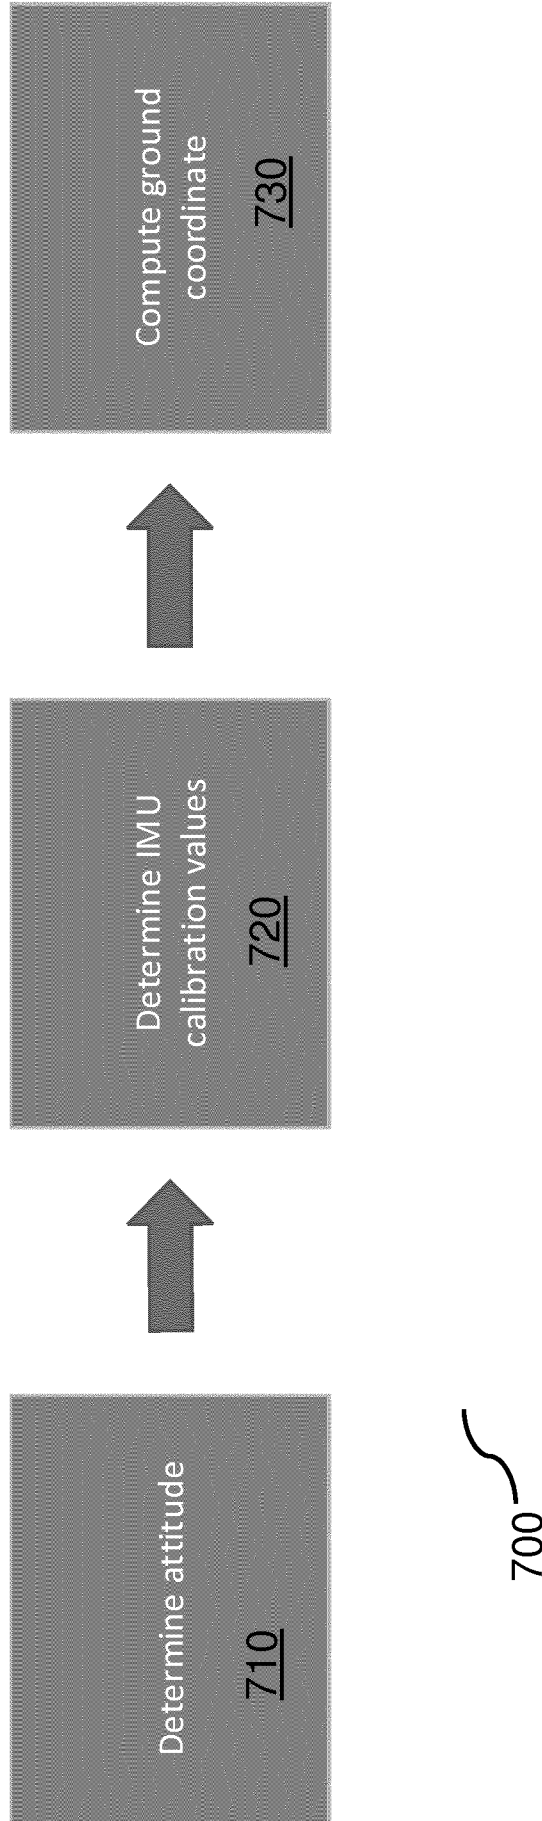 Determine attitude
710
Determine IMU
calibration values
720
Compute ground
coordinate
730
700